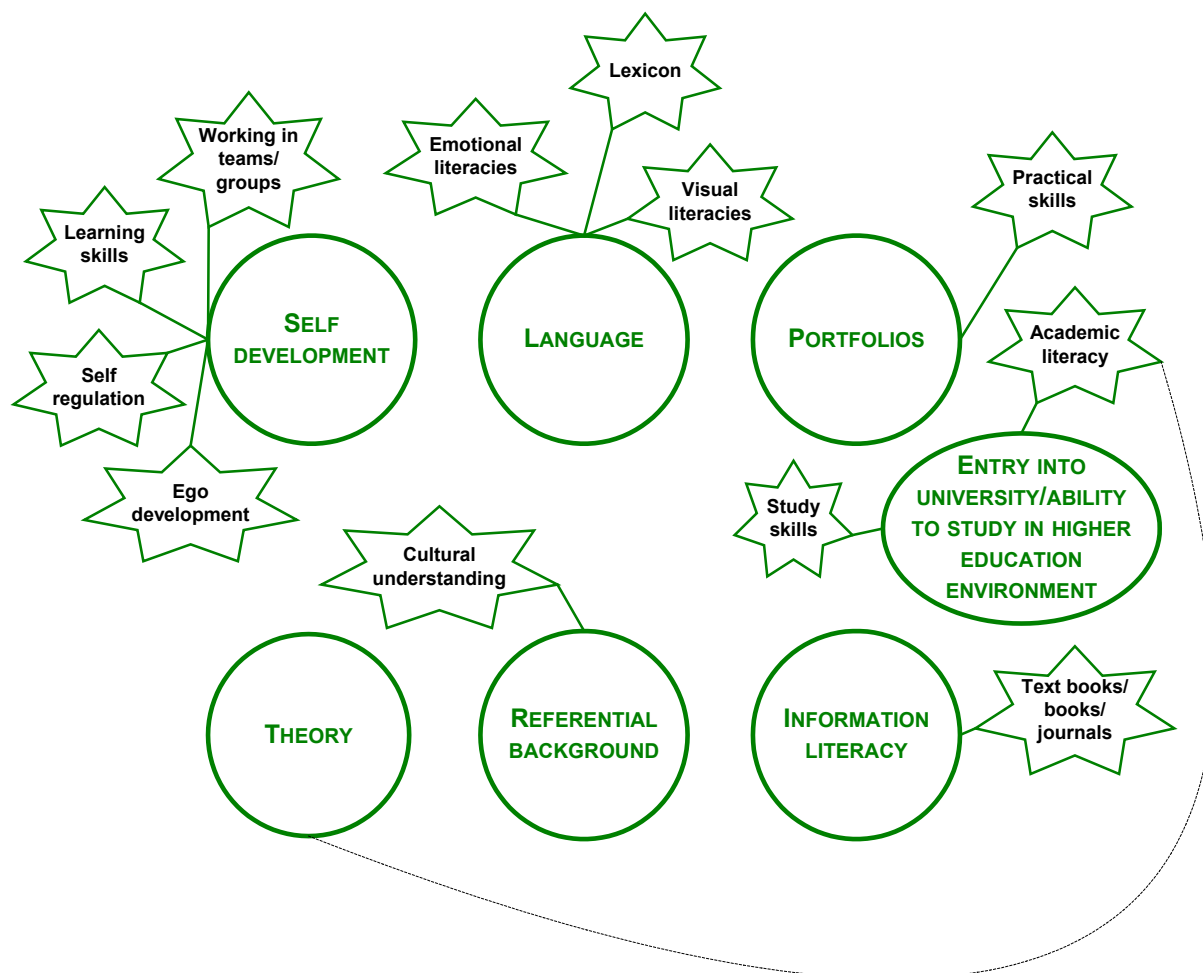 Lexicon
Working in
teams/
groups
Emotional
literacies
Visual
literacies
Practical
skills
Learning
skills
SELF
DEVELOPMENT
LANGUAGE
PORTFOLIOS
Academic
literacy
Self
regulation
Ego
development
Study
skills
ENTRY INTO
UNIVERSITY/ABILITY
TO STUDY IN HIGHER
EDUCATION
ENVIRONMENT
Cultural
understanding
THEORY
REFERENTIAL
BACKGROUND
INFORMATION
LITERACY
Text books/
books/
journals